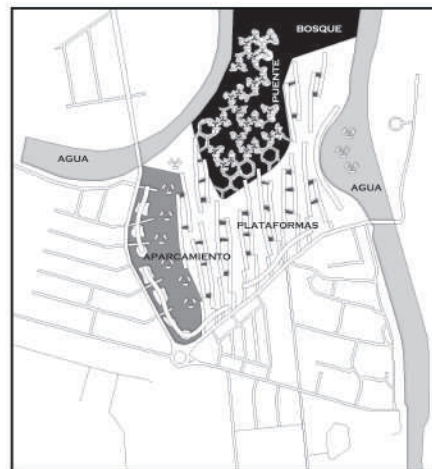 BOSQUE
PUENTE
AGUA
AGUA
PLATAFORMAS
APARCAMIENTO